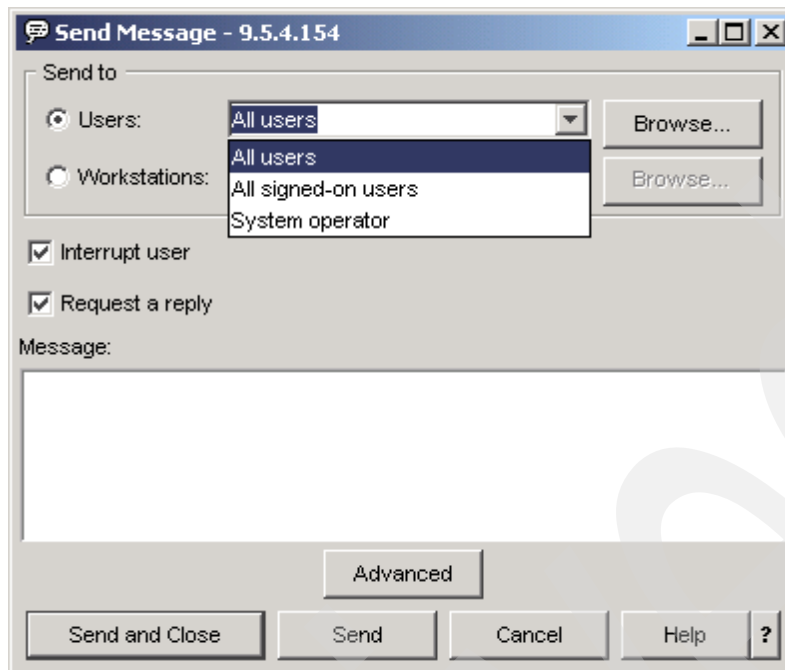 Send Message - 9.5.4.154
Send to
Users: All users Browse...
All users
Workstations: All signed-on users Browse...
System operator
Interrupt user
Request a reply
Message:
Advanced
Send and Close Send Cancel Help ?